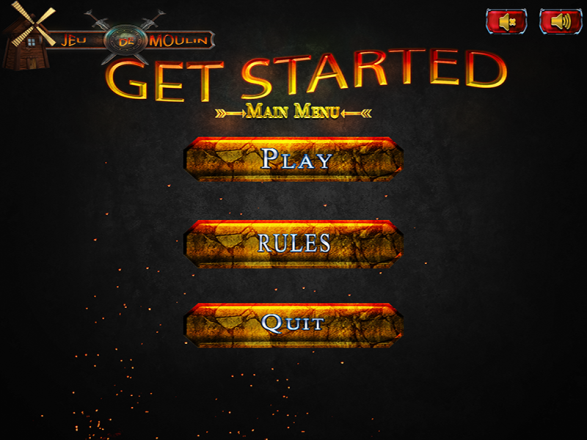 JEU DE MOULIN
GET STARTED
MAIN MENU
PLAY
RULES
QUIT